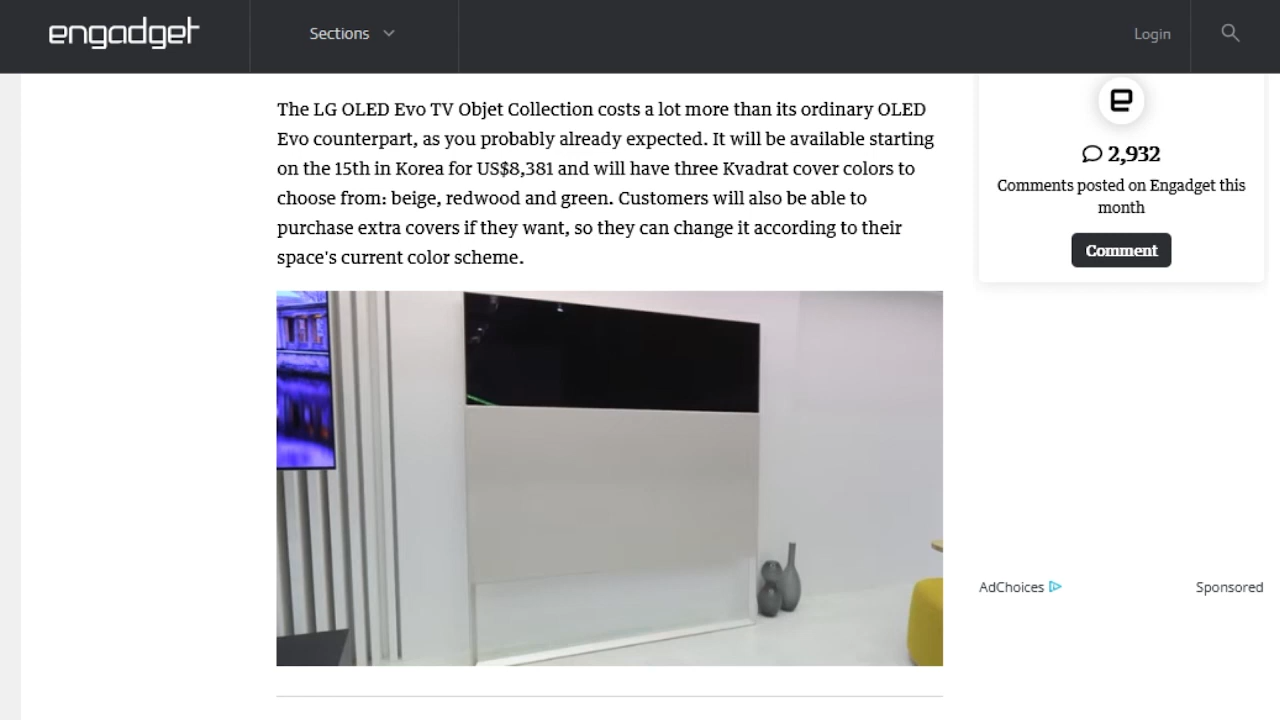 engadget
Sections
Login
The LG OLED Evo TV Objet Collection costs a lot more than its ordinary OLED
Evo counterpart, as you probably already expected. It will be available starting
on the 15th in Korea for US$8,381 and will have three Kvadrat cover colors to
choose from: beige, redwood and green. Customers will also be able to
purchase extra covers if they want, so they can change it according to their
space's current color scheme.
2,932
Comments posted on Engadget this
month
Comment
AdChoices
Sponsored